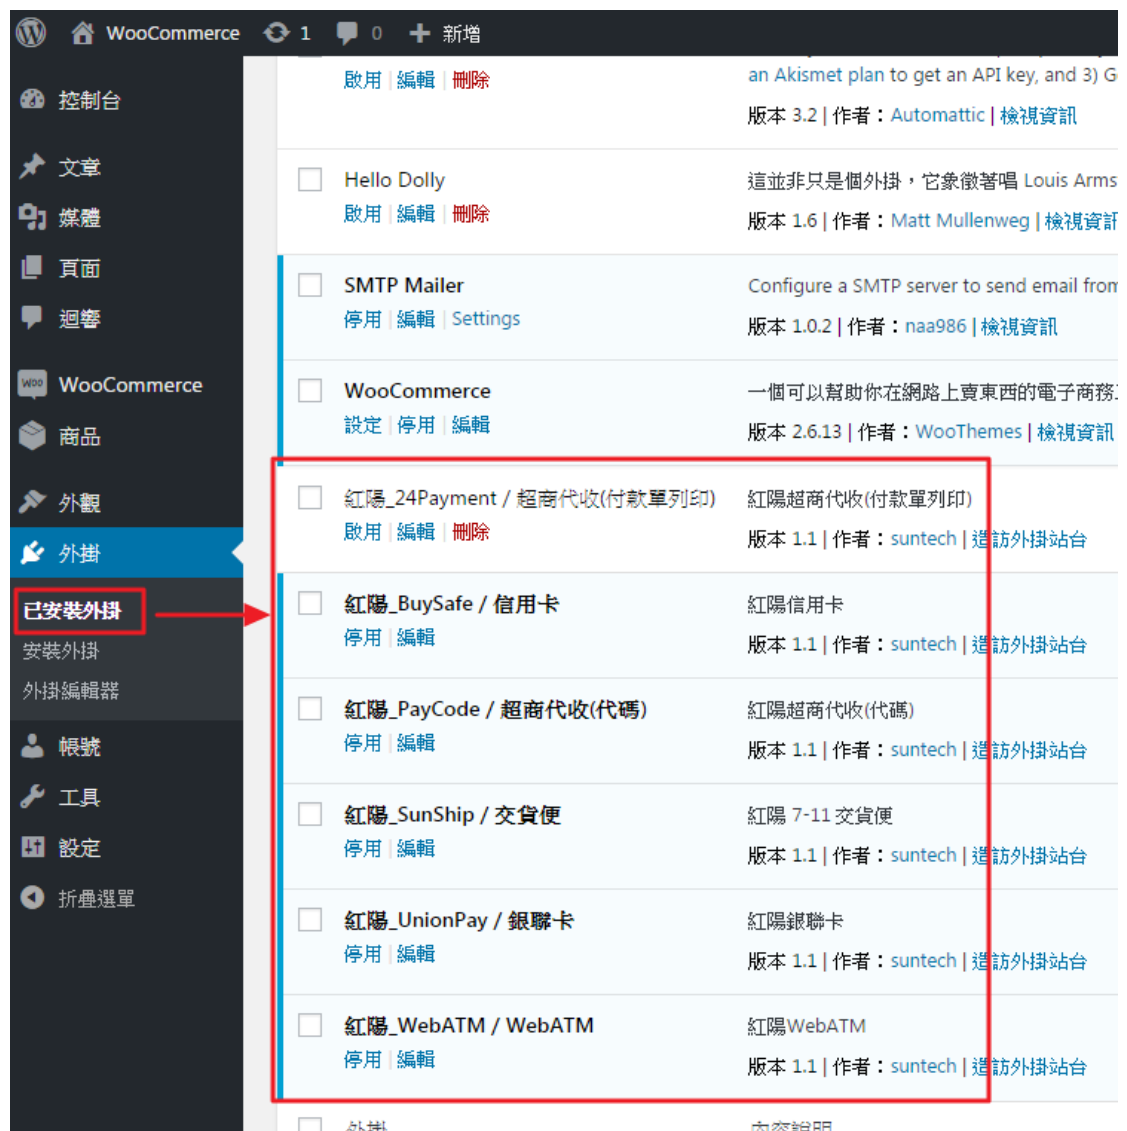 WooCommerce 1 0 新增
控制台
文章
媒體
頁面
迴響
WooCommerce
商品
外觀
外掛
已安裝外掛
安裝外掛
外掛編輯器
帳號
工具
設定
折疊選單
啟用 | 編輯 | 刪除
an Akismet plan to get an API key, and 3) G
版本 3.2 | 作者：Automattic | 檢視資訊
Hello Dolly
啟用 | 編輯 | 刪除
這並非只是個外掛，它象徵著唱 Louis Arms
版本 1.6 | 作者：Matt Mullenweg | 檢視資訊
SMTP Mailer
停用 | 編輯 | Settings
Configure a SMTP server to send email from
版本 1.0.2 | 作者：naa986 | 檢視資訊
WooCommerce
設定 | 停用 | 編輯
一個可以幫助你在網路上賣東西的電子商務
版本 2.6.13 | 作者：WooThemes | 檢視資訊
紅陽_24Payment / 超商代收(付款單列印)
啟用 | 編輯 | 刪除
紅陽超商代收(付款單列印)
版本 1.1 | 作者：suntech | 造訪外掛站台
紅陽_BuySafe / 信用卡
停用 | 編輯
紅陽信用卡
版本 1.1 | 作者：suntech | 造訪外掛站台
紅陽_PayCode / 超商代收(代碼)
停用 | 編輯
紅陽超商代收(代碼)
版本 1.1 | 作者：suntech | 造訪外掛站台
紅陽_SunShip / 交貨便
停用 | 編輯
紅陽 7-11 交貨便
版本 1.1 | 作者：suntech | 造訪外掛站台
紅陽_UnionPay / 銀聯卡
停用 | 編輯
紅陽銀聯卡
版本 1.1 | 作者：suntech | 造訪外掛站台
紅陽_WebATM / WebATM
停用 | 編輯
紅陽WebATM
版本 1.1 | 作者：suntech | 造訪外掛站台
外掛
內容說明